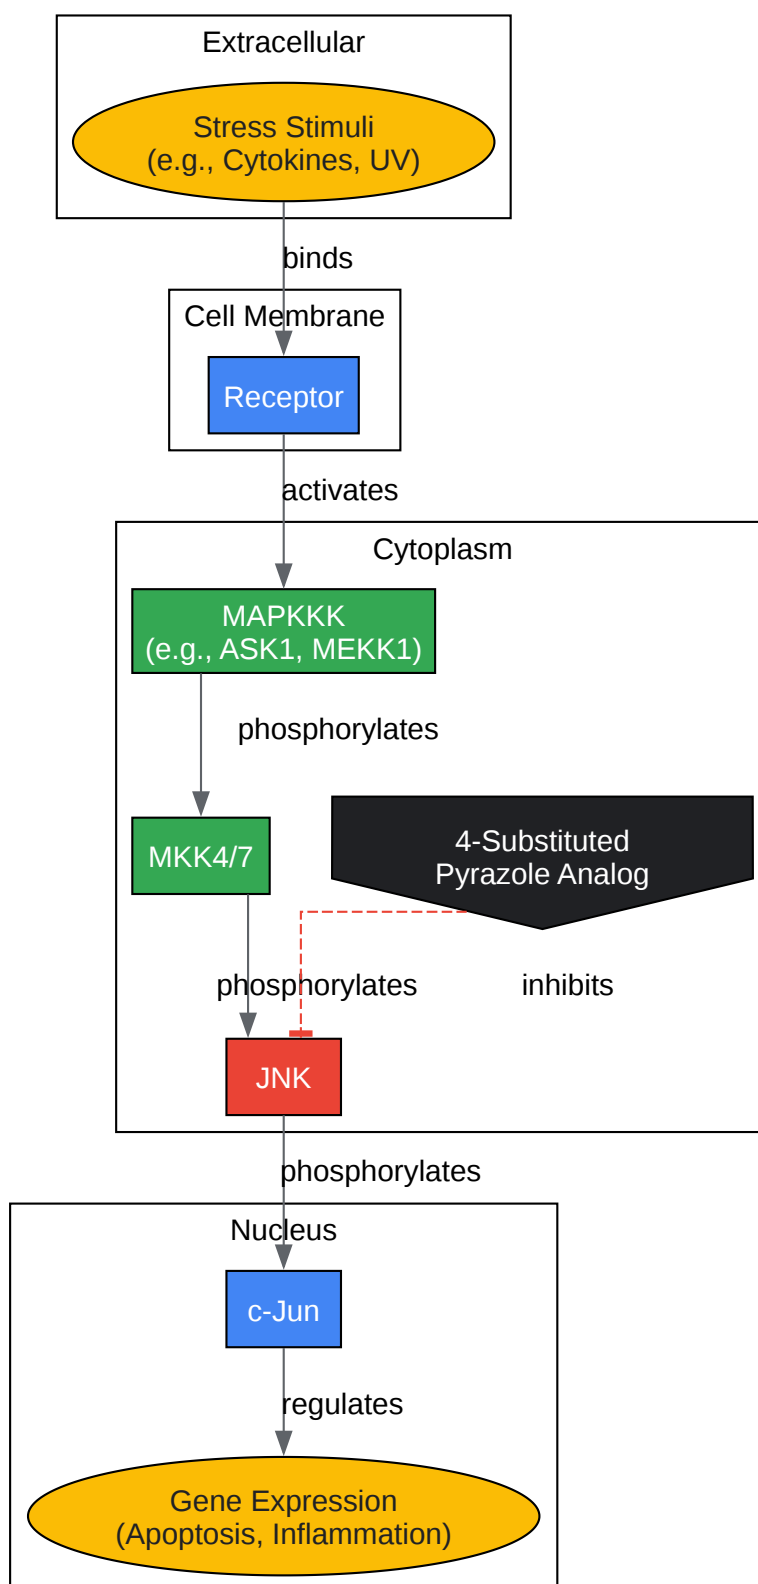 Extracellular
Stress Stimuli
(e.g., Cytokines, UV)
binds
Cell Membrane
Receptor
activates
Cytoplasm
MAPKKK
(e.g., ASK1, MEKK1)
phosphorylates
MKK4/7
4-Substituted
Pyrazole Analog
phosphorylates
inhibits
JNK
phosphorylates
Nucleus
c-Jun
regulates
Gene Expression
(Apoptosis, Inflammation)